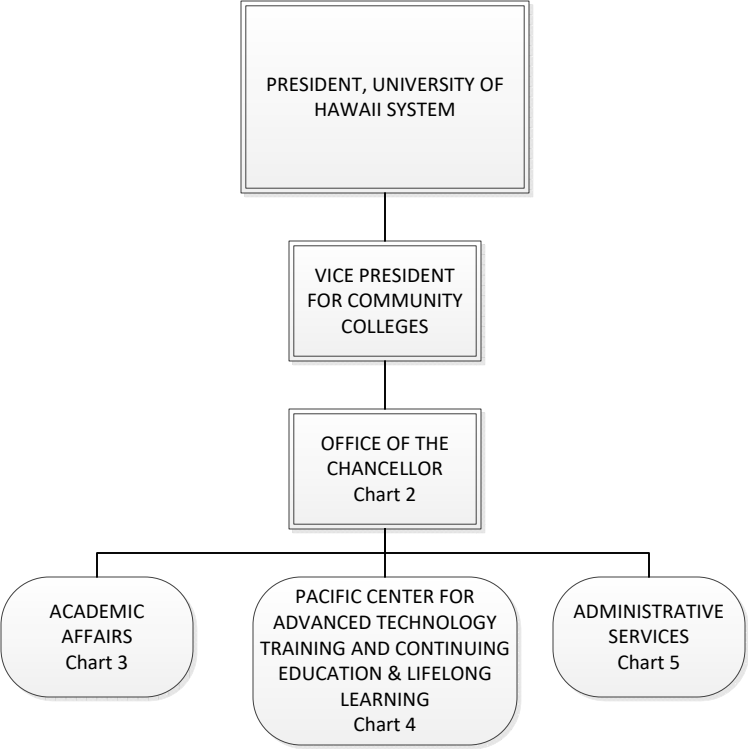 PRESIDENT, UNIVERSITY OF
HAWAII SYSTEM
VICE PRESIDENT
FOR COMMUNITY
COLLEGES
OFFICE OF THE
CHANCELLOR
Chart 2
ACADEMIC
AFFAIRS
Chart 3
PACIFIC CENTER FOR
ADVANCED TECHNOLOGY
TRAINING AND CONTINUING
EDUCATION & LIFELONG
LEARNING
Chart 4
ADMINISTRATIVE
SERVICES
Chart 5